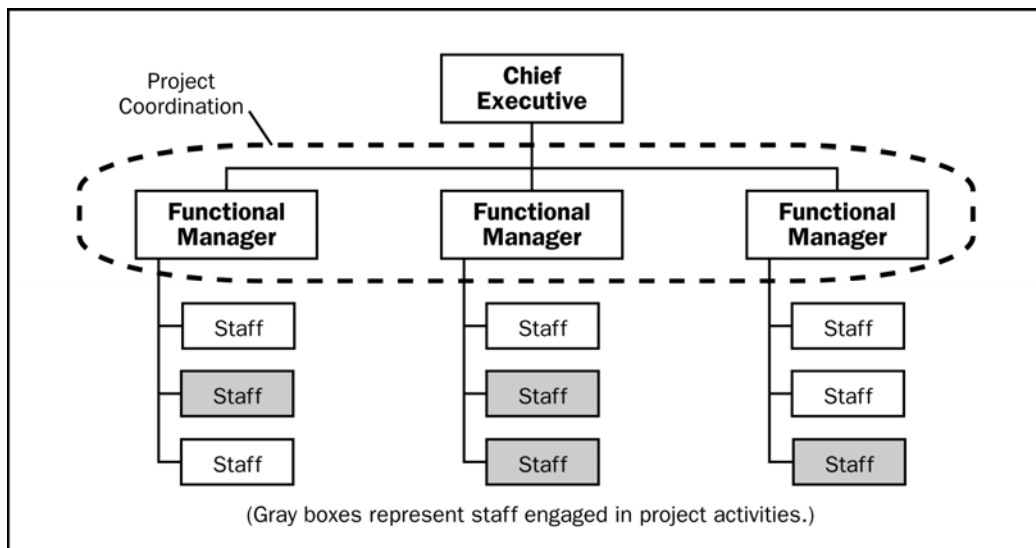 Chief
Executive
Project
Coordination
Functional
Manager
Functional
Manager
Functional
Manager
Staff
Staff
Staff
Staff
Staff
Staff
Staff
Staff
Staff
(Gray boxes represent staff engaged in project activities.)